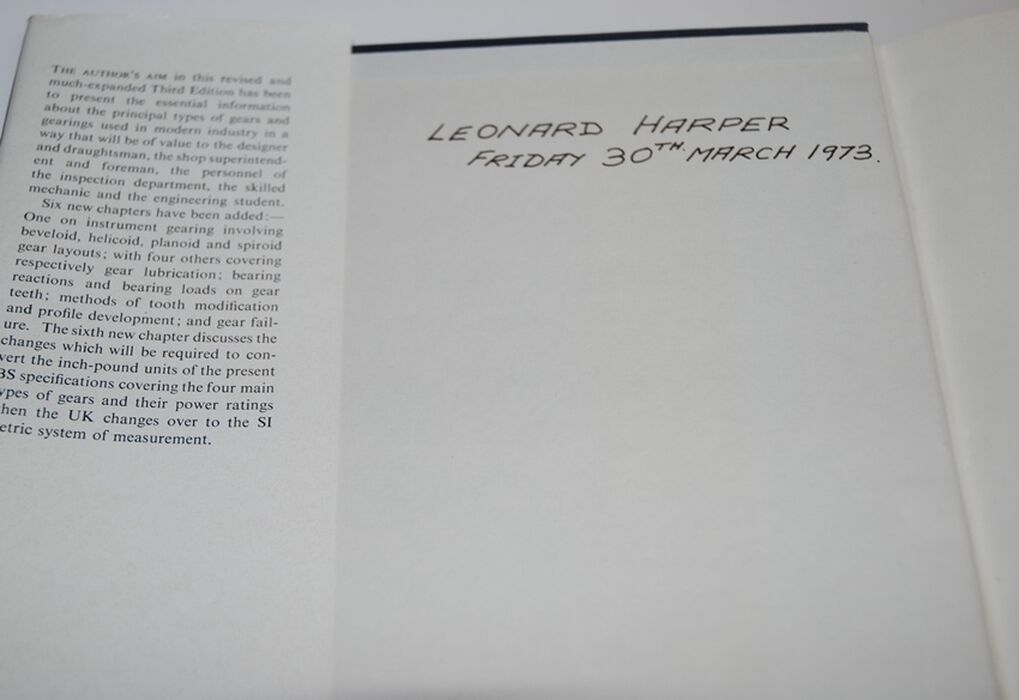 THE AUTHOR'S AIM in this revised and
much-expanded Third Edition has been
to present the essential information
about the principal types of gears and
gearings used in modern industry in a
way that will be of value to the designer
and draughtsman, the shop superintend-
ent and foreman, the personnel of
the inspection department, the skilled
mechanic and the engineering student.
Six new chapters have been added:—
One on instrument gearing involving
beveloid, helicoid, planoid and spiroid
gear layouts; with four others covering
respectively gear lubrication; bearing
reactions and bearing loads on gear
teeth; methods of tooth modification
and profile development; and gear fail-
ure. The sixth new chapter discusses the
changes which will be required to con-
vert the inch-pound units of the present
BS specifications covering the four main
ypes of gears and their power ratings
hen the UK changes over to the SI
etric system of measurement.
LEONARD HARPER
FRIDAY 30TH. MARCH 1973.